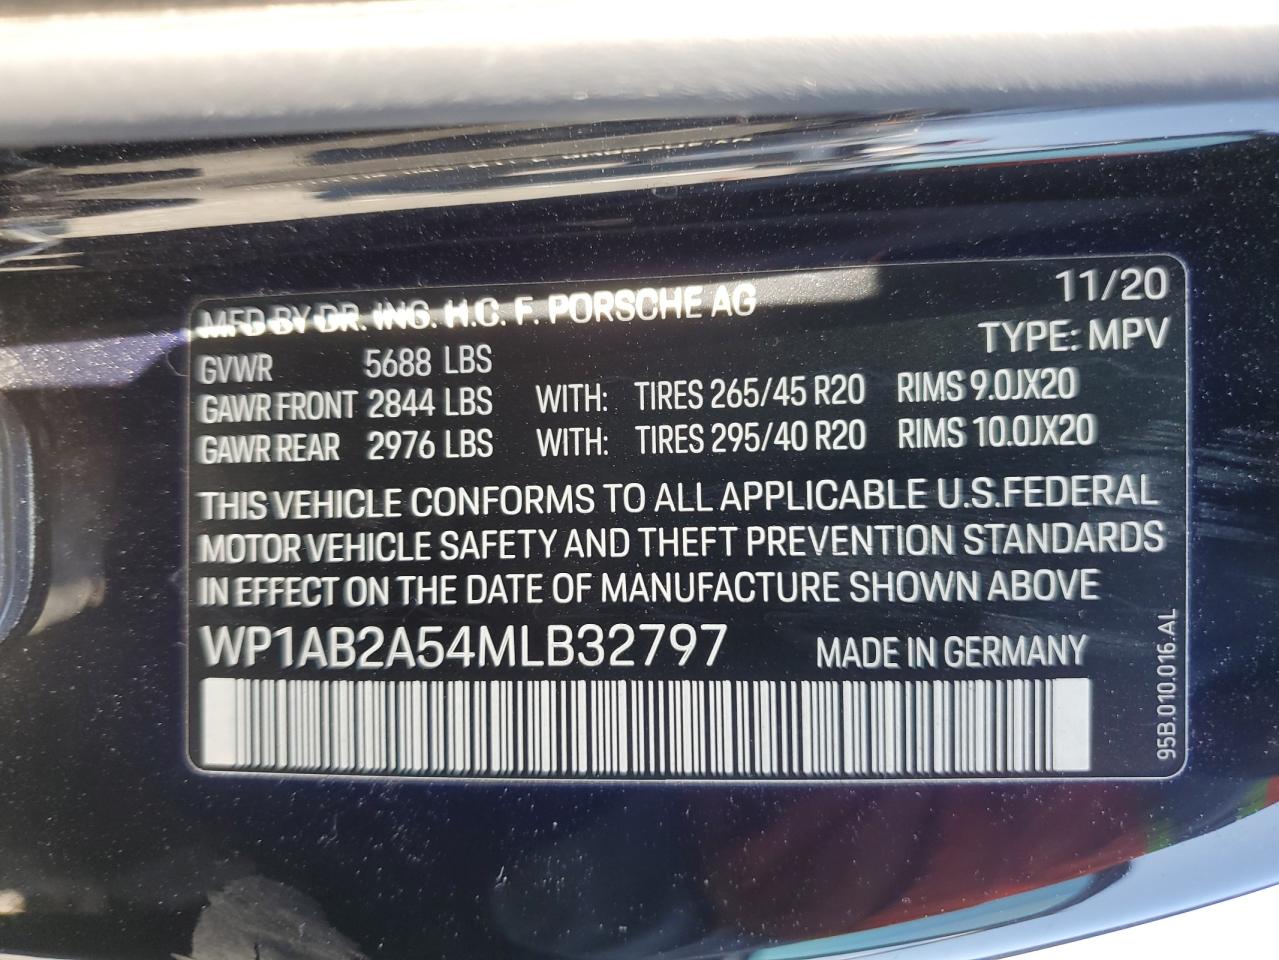 MFD BY DR. ING. H.C. F. PORSCHE AG 11/20
TYPE: MPV
GVWR 5688 LBS
GAWR FRONT 2844 LBS WITH: TIRES 265/45 R20 RIMS 9.0JX20
GAWR REAR 2976 LBS WITH: TIRES 295/40 R20 RIMS 10.0JX20
THIS VEHICLE CONFORMS TO ALL APPLICABLE U.S.FEDERAL
MOTOR VEHICLE SAFETY AND THEFT PREVENTION STANDARDS
IN EFFECT ON THE DATE OF MANUFACTURE SHOWN ABOVE
WP1AB2A54MLB32797 MADE IN GERMANY
95B.010.016.AL